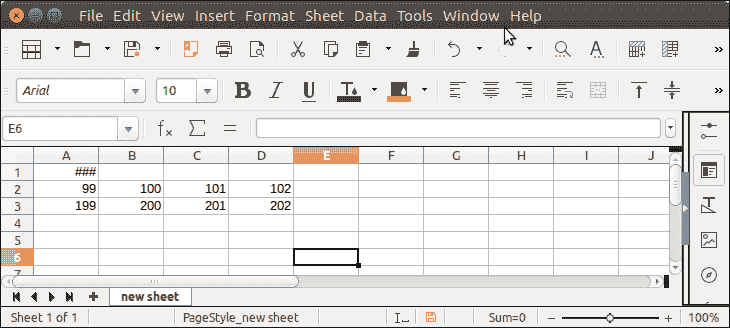 File Edit View Insert Format Sheet Data Tools Window Help
Arial 10 B I U T A
E6 fx Σ =
A B C D E F G H I J
1 ###
2 99 100 101 102
3 199 200 201 202
4
5
6
7
new sheet
Sheet 1 of 1 PageStyle_new sheet Sum=0 100%